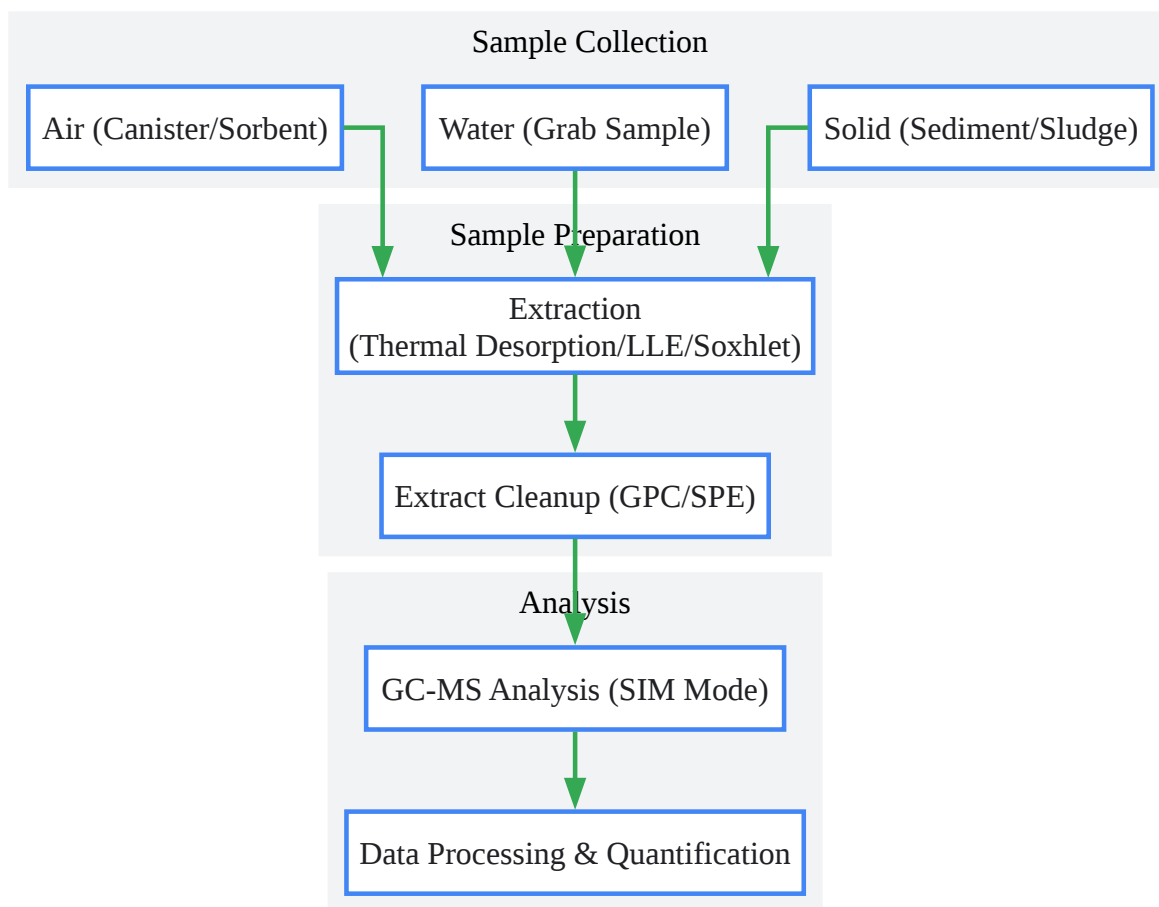 Sample Collection
Air (Canister/Sorbent)
Water (Grab Sample)
Solid (Sediment/Sludge)
Sample Preparation
Extraction
(Thermal Desorption/LLE/Soxhlet)
Extract Cleanup (GPC/SPE)
Analysis
GC-MS Analysis (SIM Mode)
Data Processing & Quantification